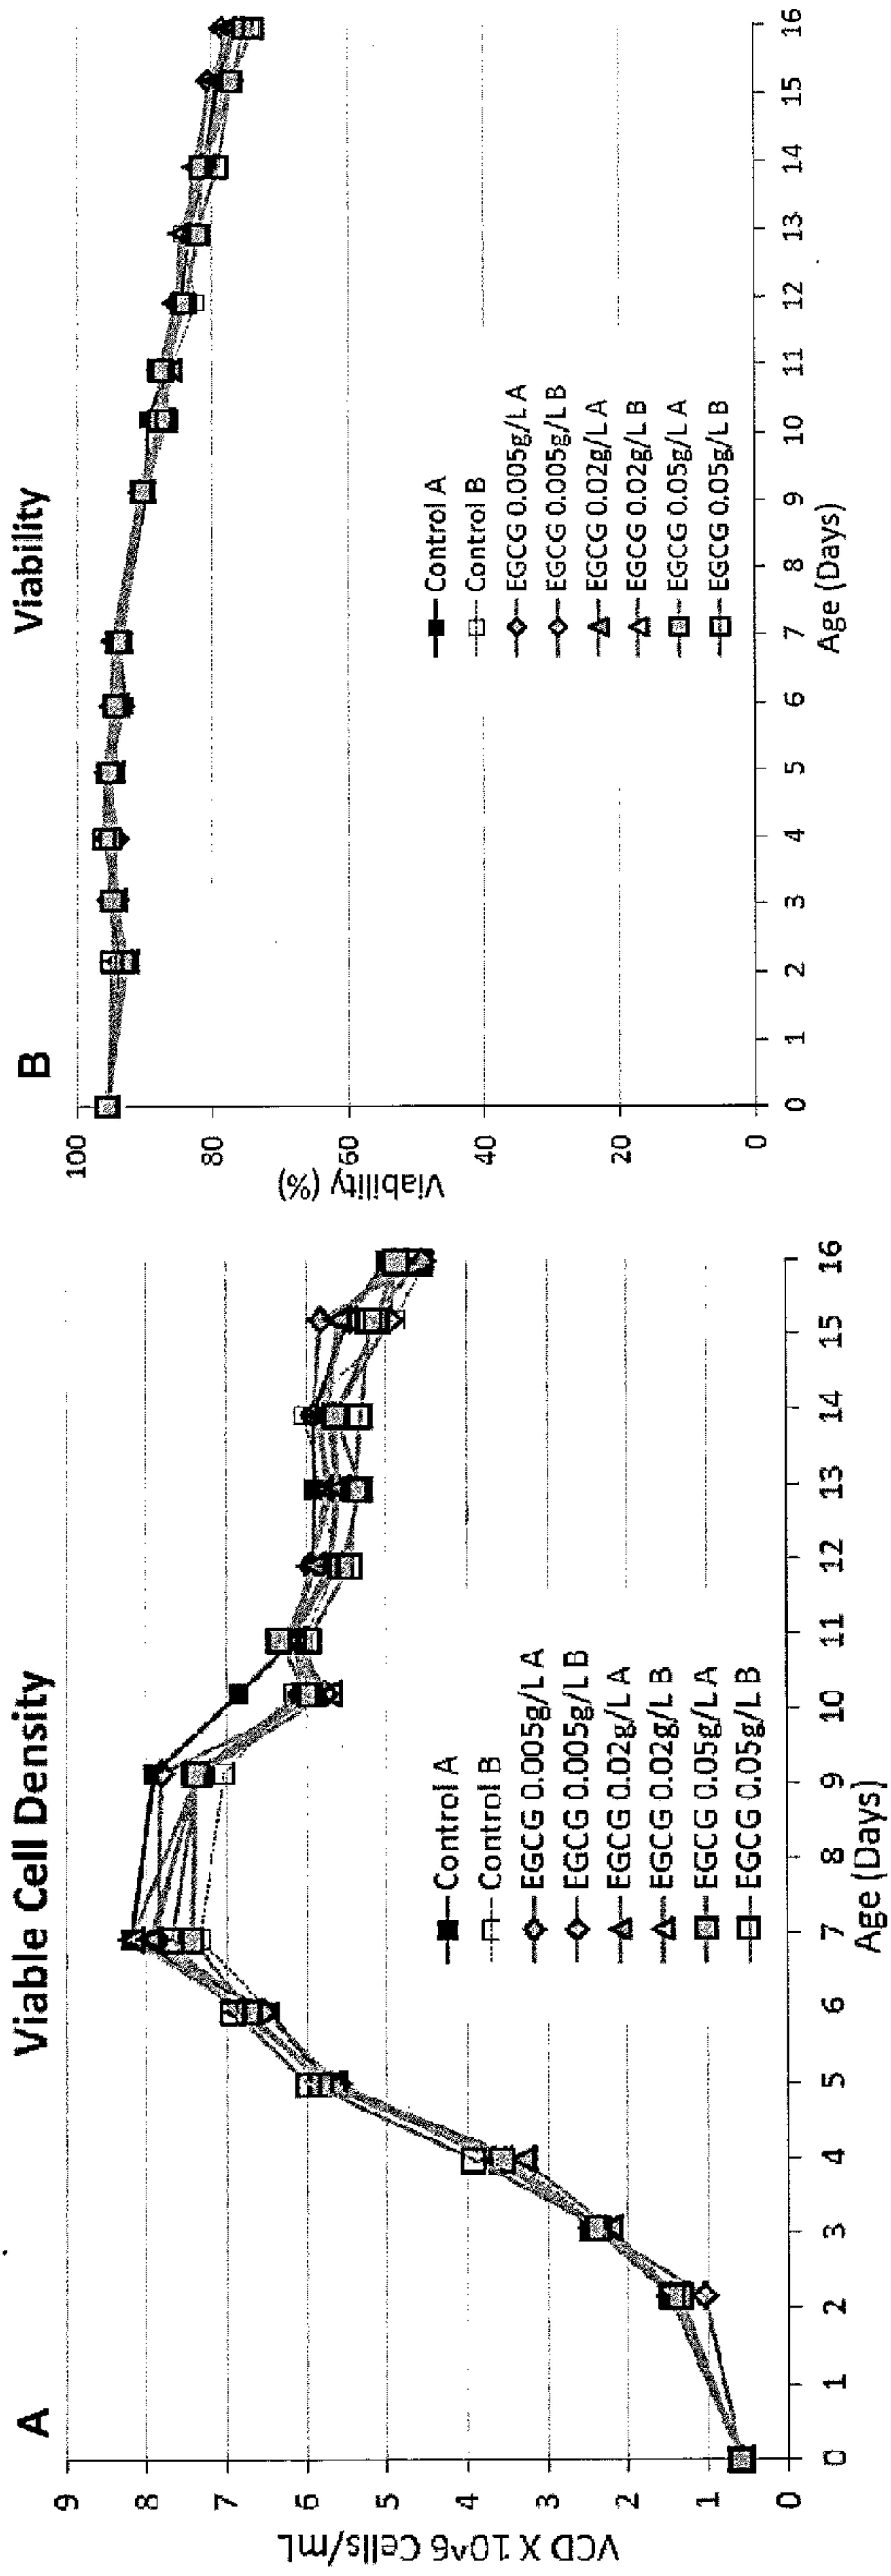 A
Viable Cell Density
VCD X 10^6 Cells/mL
9
8
7
6
5
4
3
2
1
0
Control A
Control B
EGCG 0.005g/L A
EGCG 0.005g/L B
EGCG 0.02g/L A
EGCG 0.02g/L B
EGCG 0.05g/L A
EGCG 0.05g/L B
0 1 2 3 4 5 6 7 8 9 10 11 12 13 14 15 16
Age (Days)
B
Viability
Viability (%)
100
80
60
40
20
0
Control A
Control B
EGCG 0.005g/L A
EGCG 0.005g/L B
EGCG 0.02g/L A
EGCG 0.02g/L B
EGCG 0.05g/L A
EGCG 0.05g/L B
0 1 2 3 4 5 6 7 8 9 10 11 12 13 14 15 16
Age (Days)